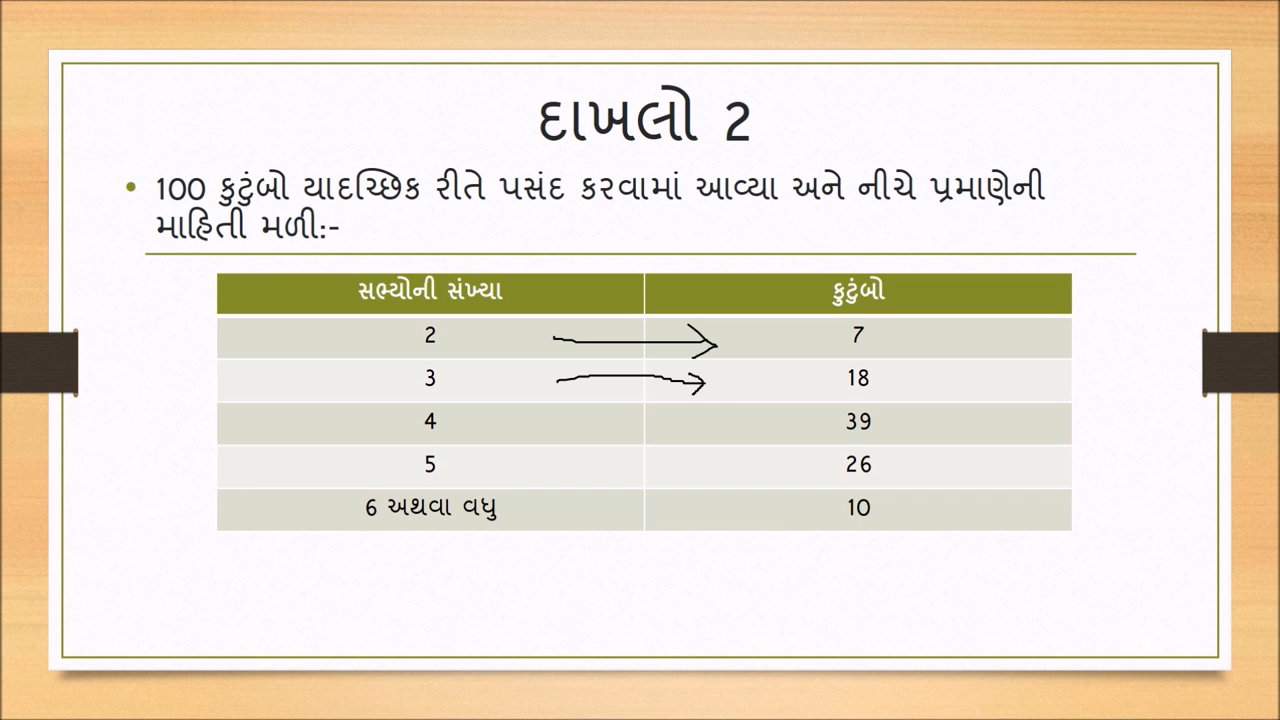 દાખલો 2
• 100 કુટુંબો યાદચ્છિક રીતે પસંદ કરવામાં આવ્યા અને નીચે પ્રમાણેની
માહિતી મળી:-
સભ્યોની સંખ્યા કુટુંબો
2 7
3 18
4 39
5 26
6 અથવા વધુ 10